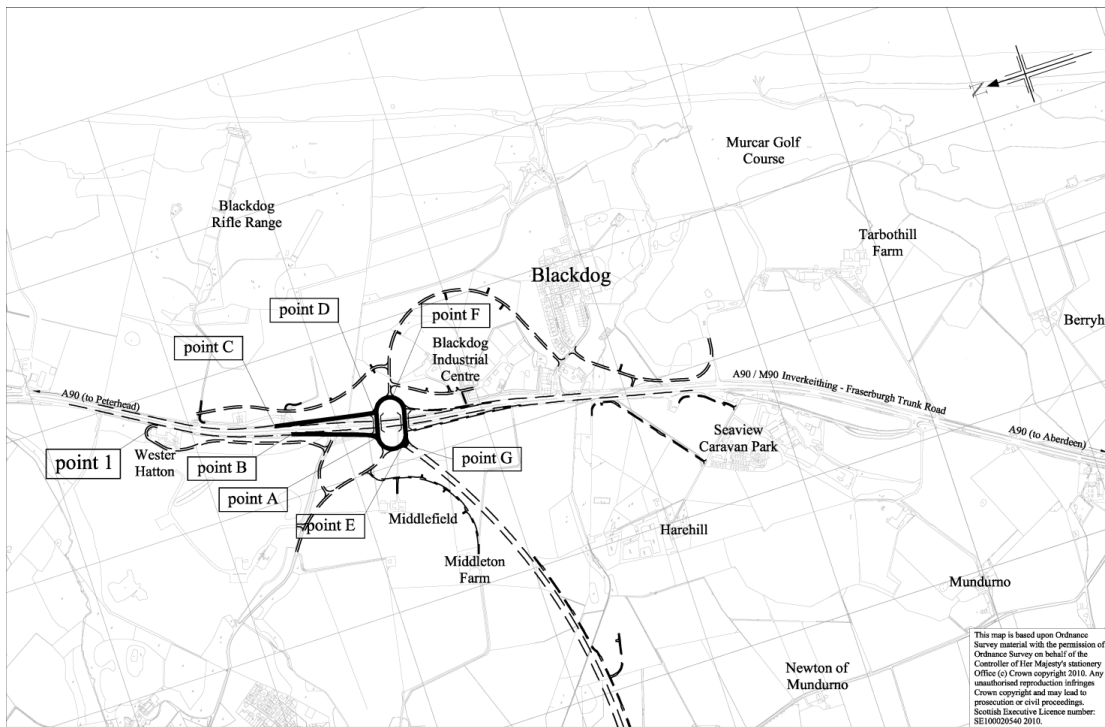 N
Murcar Golf
Course
Blackdog
Rifle Range
Tarbothill
Farm
Blackdog
point D
point F
Berryh
point C
Blackdog
Industrial
Centre
A90 / M90 Inverkeithing - Fraserburgh Trunk Road
A90 (to Peterhead)
Seaview
Caravan Park
A90 (to Aberdeen)
point 1
Wester
Hatton
point B
point G
point A
point E
Middlefield
Harehill
Middleton
Farm
Mundurno
Newton of
Mundurno
This map is based upon Ordnance
Survey material with the permission of
Ordnance Survey on behalf of the
Controller of Her Majesty's stationery
Office (c) Crown copyright 2010. Any
unauthorised reproduction infringes
Crown copyright and may lead to
prosecution or civil proceedings.
Scottish Executive Licence number:
SE100020540 2010.